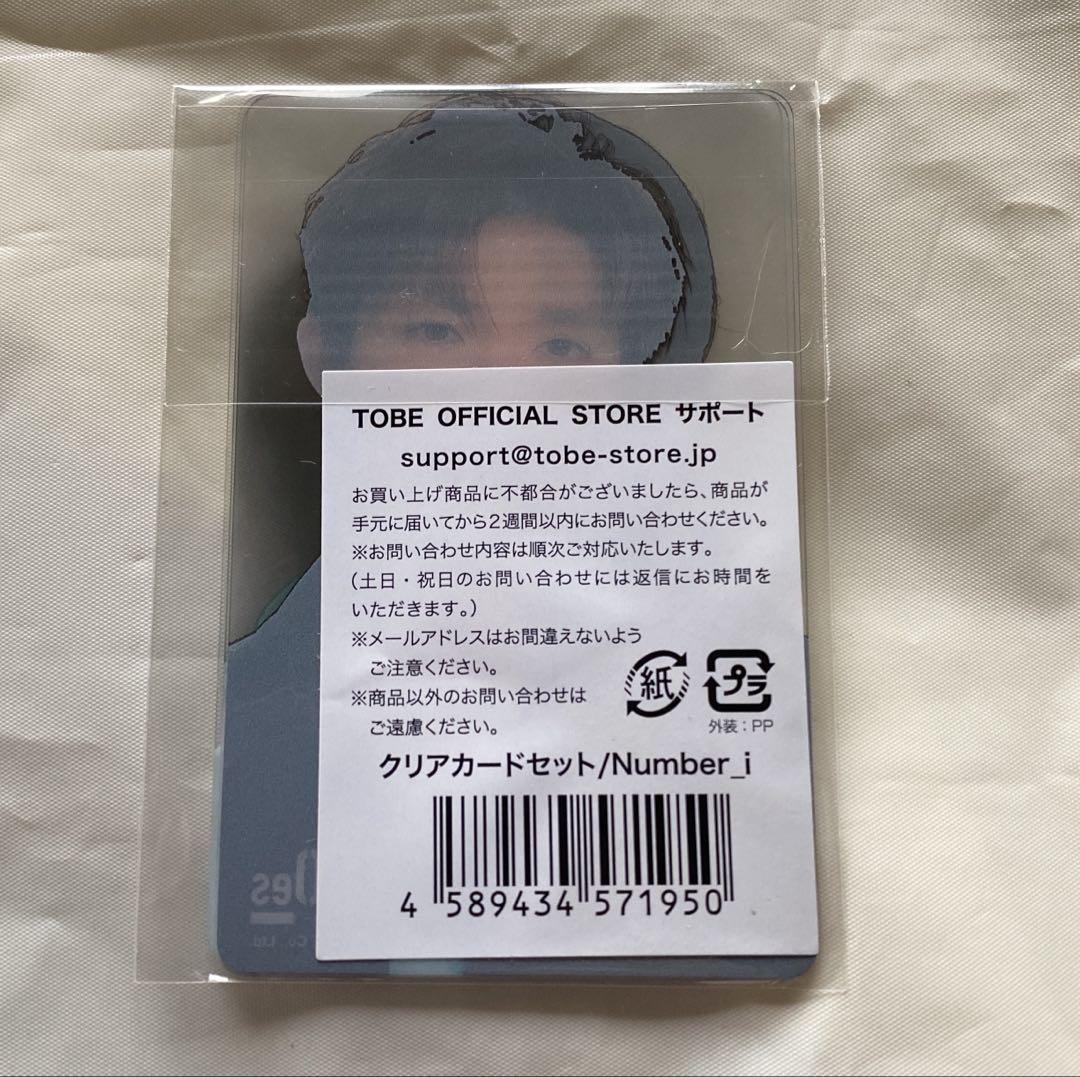 TOBE OFFICIAL STORE サポート
support@tobe-store.jp
お買い上げ商品に不都合がございましたら、商品が
手元に届いてから2週間以内にお問い合わせください。
※お問い合わせ内容は順次ご対応いたします。
(土日・祝日のお問い合わせには返信にお時間を
いただきます。)
※メールアドレスはお間違えないよう
ご注意ください。
※商品以外のお問い合わせは
ご遠慮ください。
紙
プラ
外装：PP
クリアカードセット/Number_i
4 589434 571950
Co., Ltd.